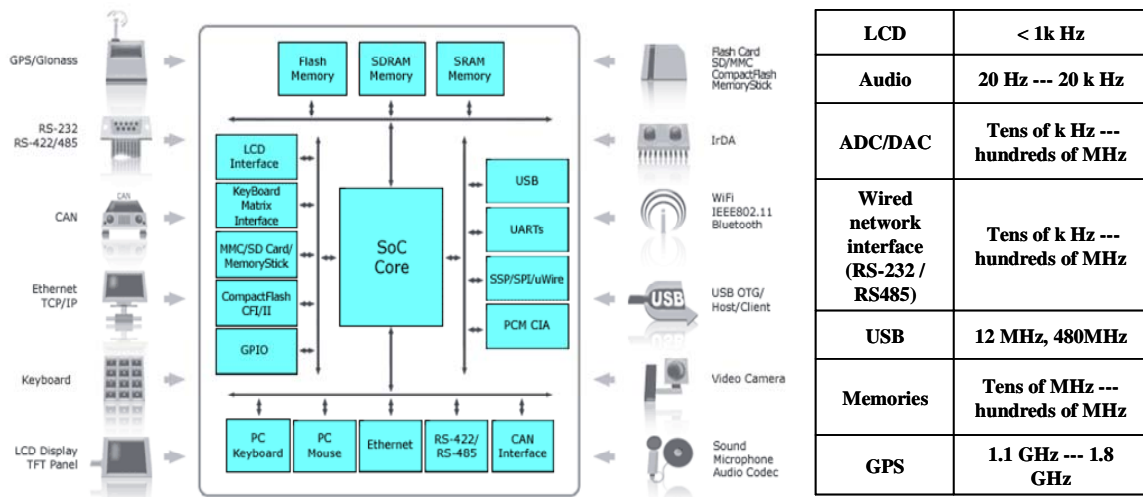 GPS/Glonass
RS-232
RS-422/485
CAN
CAN
Ethernet
TCP/IP
Keyboard
LCD Display
TFT Panel
Flash
Memory
SDRAM
Memory
SRAM
Memory
LCD
Interface
KeyBoard
Matrix
Interface
MMC/SD Card/
MemoryStick
CompactFlash
CFI/II
GPIO
SoC
Core
USB
UARTs
SSP/SPI/uWire
PCM CIA
PC
Keyboard
PC
Mouse
Ethernet
RS-422/
RS-485
CAN
Interface
Flash Card
SD/MMC
CompactFlash
MemoryStick
IrDA
WiFi
IEEE802.11
Bluetooth
USB
USB OTG/
Host/Client
Video Camera
Sound
Microphone
Audio Codec
LCD
< 1k Hz
Audio
20 Hz --- 20 k Hz
ADC/DAC
Tens of k Hz ---
hundreds of MHz
Wired
network
interface
(RS-232 /
RS485)
Tens of k Hz ---
hundreds of MHz
USB
12 MHz, 480MHz
Memories
Tens of MHz ---
hundreds of MHz
GPS
1.1 GHz --- 1.8
GHz